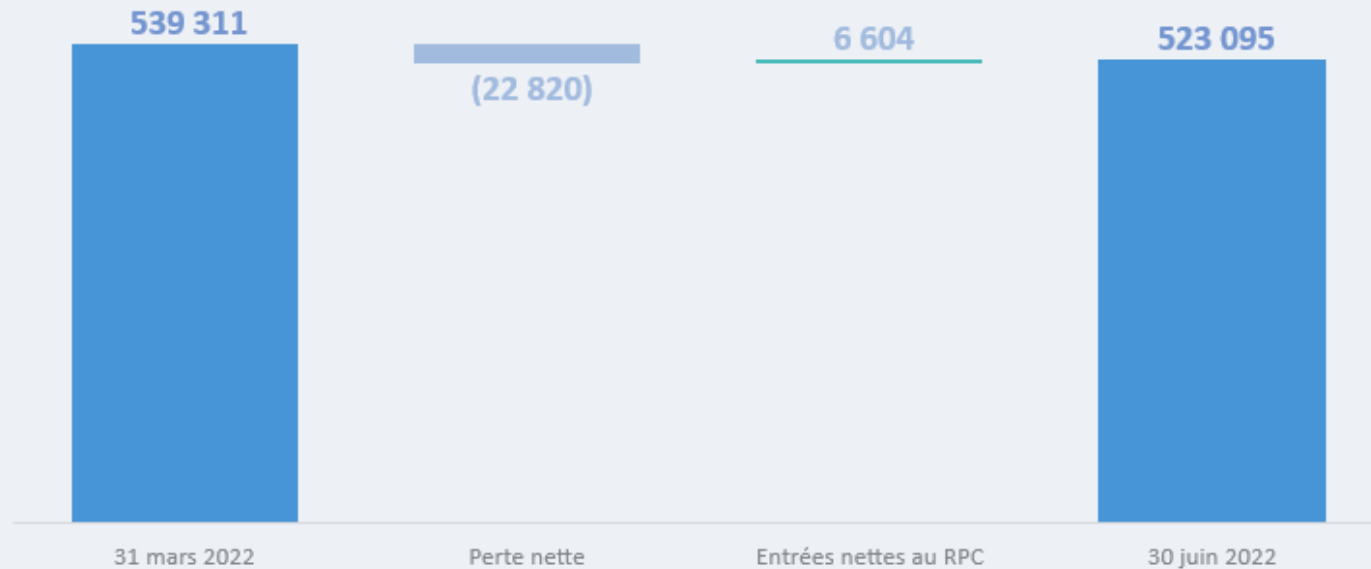 539 311
6 604
523 095
(22 820)
31 mars 2022
Perte nette
Entrées nettes au RPC
30 juin 2022